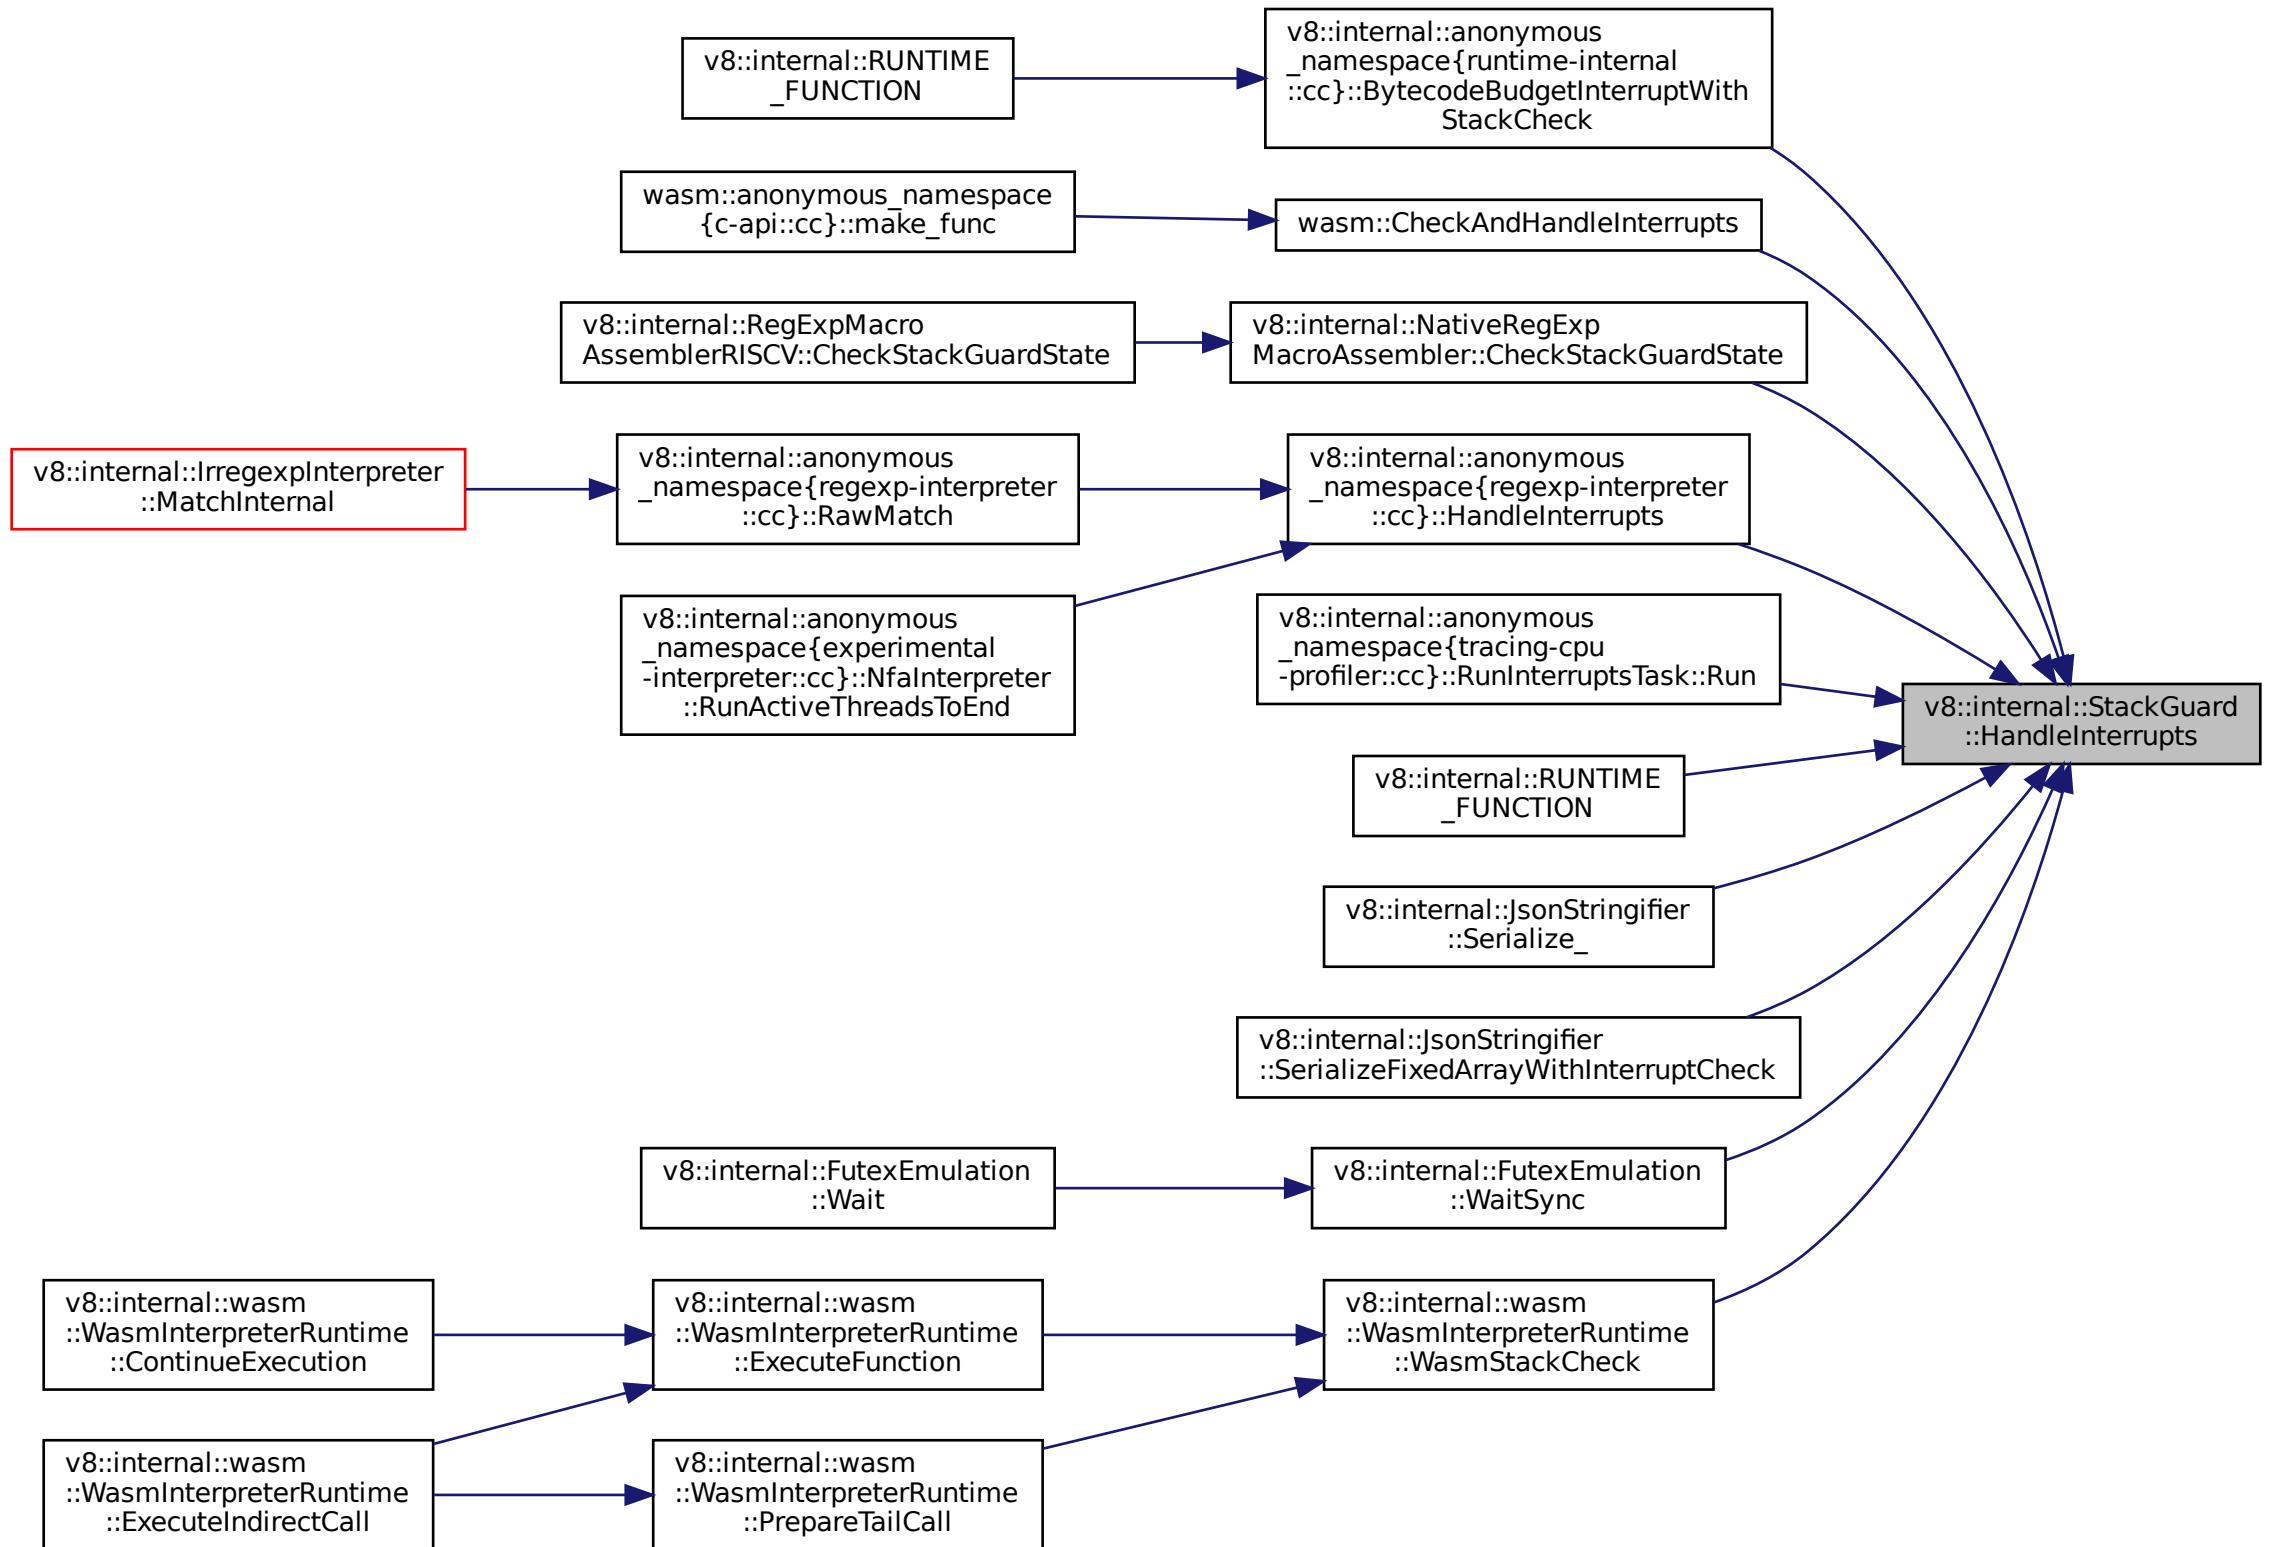 v8::internal::anonymous
_namespace{runtime-internal
::cc}::BytecodeBudgetInterruptWith
StackCheck
v8::internal::RUNTIME
_FUNCTION
wasm::anonymous_namespace
{c-api::cc}::make_func
wasm::CheckAndHandleInterrupts
v8::internal::RegExpMacro
AssemblerRISCV::CheckStackGuardState
v8::internal::NativeRegExp
MacroAssembler::CheckStackGuardState
v8::internal::IrregexpInterpreter
::MatchInternal
v8::internal::anonymous
_namespace{regexp-interpreter
::cc}::RawMatch
v8::internal::anonymous
_namespace{regexp-interpreter
::cc}::HandleInterrupts
v8::internal::anonymous
_namespace{experimental
-interpreter::cc}::NfaInterpreter
::RunActiveThreadsToEnd
v8::internal::anonymous
_namespace{tracing-cpu
-profiler::cc}::RunInterruptsTask::Run
v8::internal::StackGuard
::HandleInterrupts
v8::internal::RUNTIME
_FUNCTION
v8::internal::JsonStringifier
::Serialize_
v8::internal::JsonStringifier
::SerializeFixedArrayWithInterruptCheck
v8::internal::FutexEmulation
::Wait
v8::internal::FutexEmulation
::WaitSync
v8::internal::wasm
::WasmInterpreterRuntime
::ContinueExecution
v8::internal::wasm
::WasmInterpreterRuntime
::ExecuteFunction
v8::internal::wasm
::WasmInterpreterRuntime
::WasmStackCheck
v8::internal::wasm
::WasmInterpreterRuntime
::ExecuteIndirectCall
v8::internal::wasm
::WasmInterpreterRuntime
::PrepareTailCall